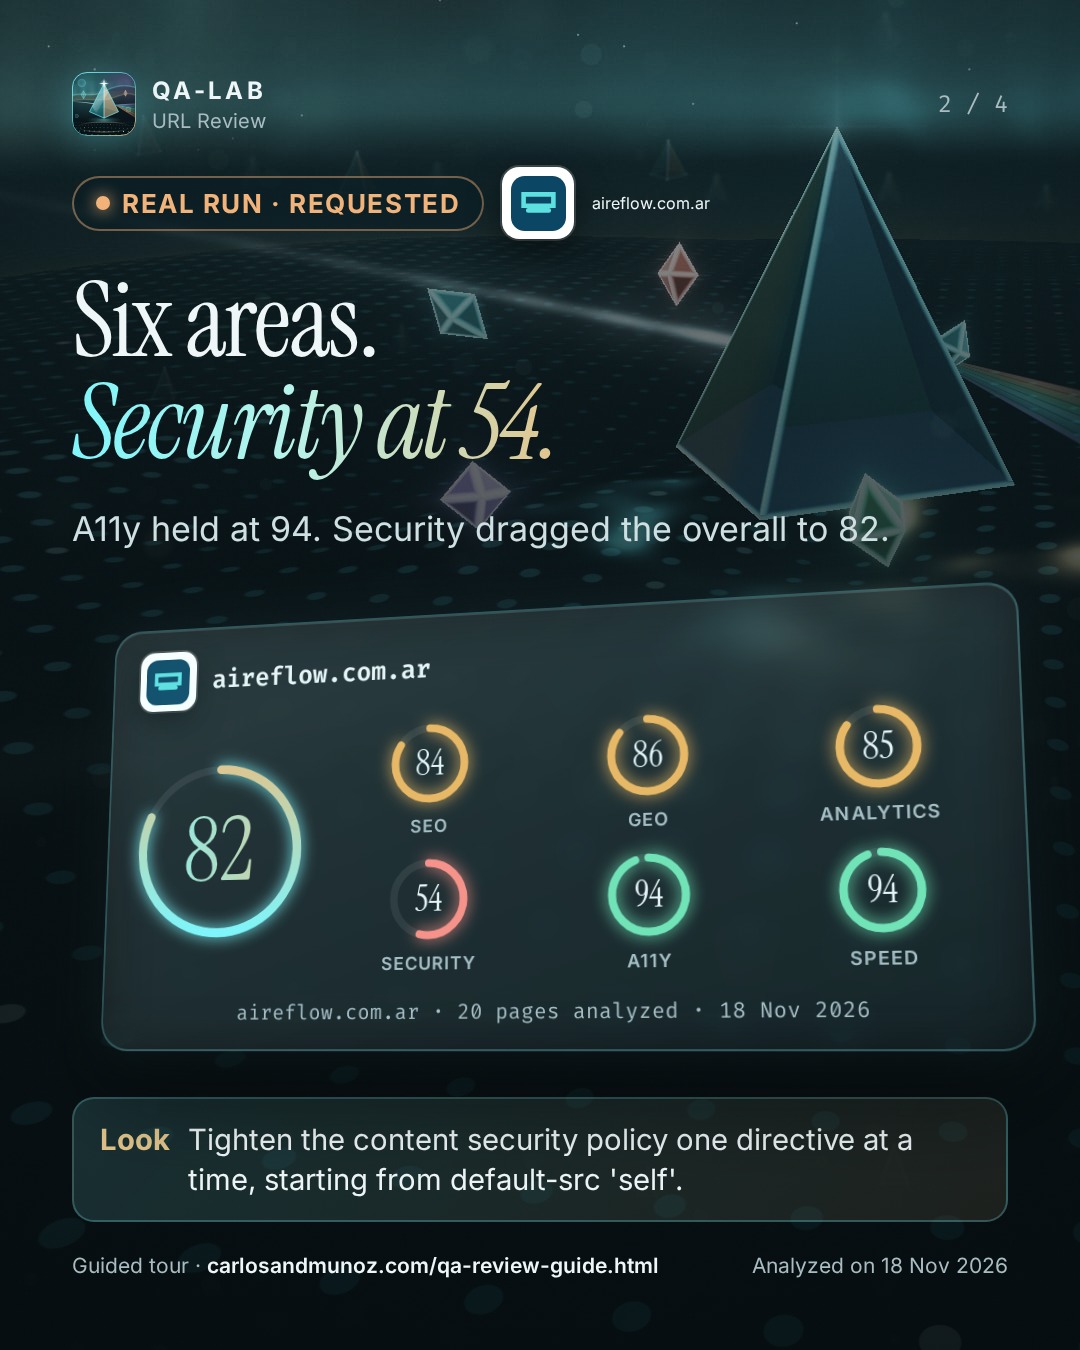 QA-LAB
URL Review
2 / 4
REAL RUN · REQUESTED
aireflow.com.ar
Six areas.
Security at 54.
A11y held at 94. Security dragged the overall to 82.
aireflow.com.ar
84
86
85
SEO
GEO
ANALYTICS
82
54
94
94
SECURITY
A11Y
SPEED
aireflow.com.ar · 20 pages analyzed · 18 Nov 2026
Look Tighten the content security policy one directive at a
time, starting from default-src 'self'.
Guided tour · carlosandmunoz.com/qa-review-guide.html
Analyzed on 18 Nov 2026